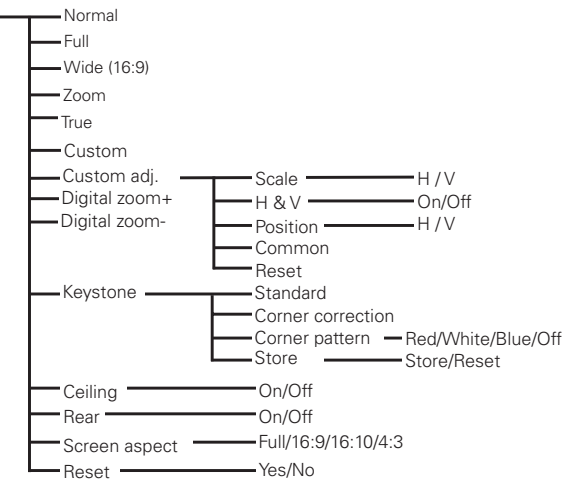 Normal
Full
Wide (16:9)
Zoom
True
Custom
Custom adj. Scale H / V
Digital zoom+ H & V On/Off
Digital zoom- Position H / V
Common
Reset
Keystone Standard
Corner correction
Corner pattern Red/White/Blue/Off
Store Store/Reset
Ceiling On/Off
Rear On/Off
Screen aspect Full/16:9/16:10/4:3
Reset Yes/No